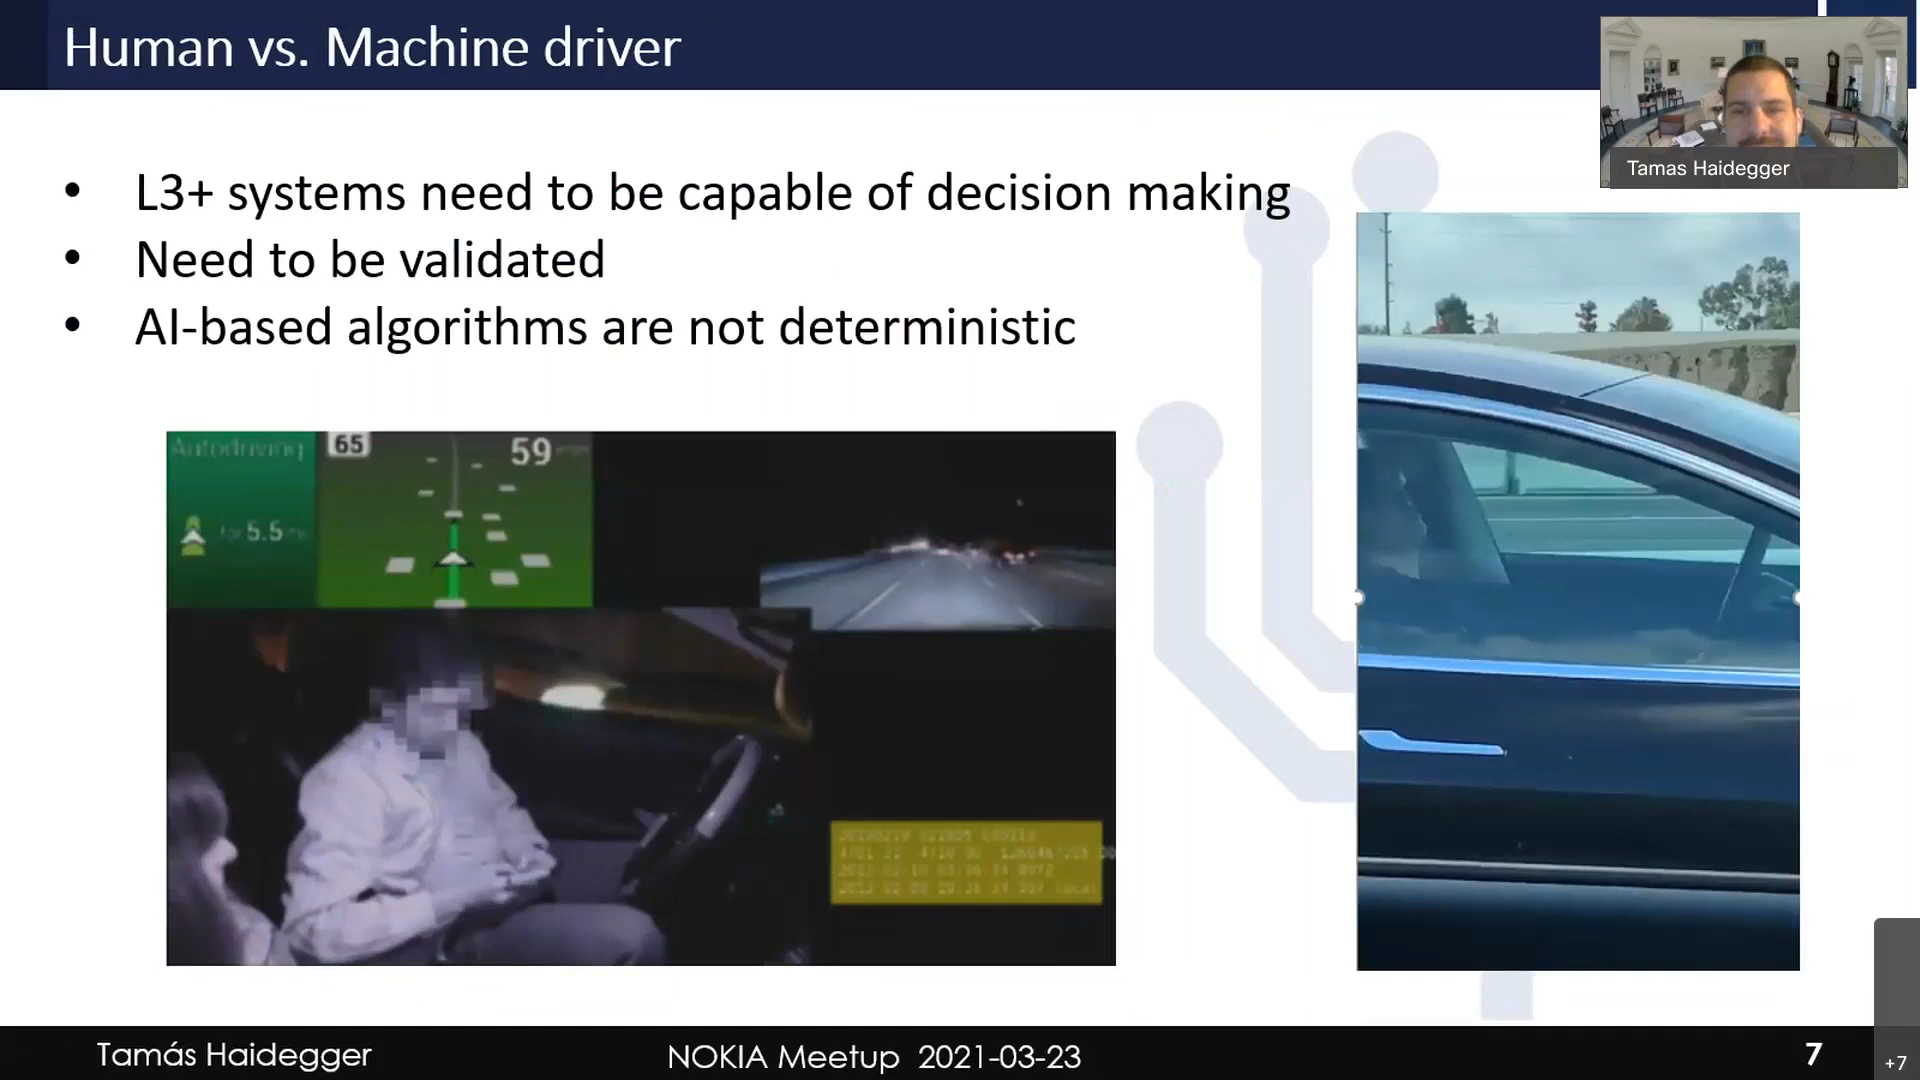 Human vs. Machine driver
Tamas Haidegger
• L3+ systems need to be capable of decision making
• Need to be validated
• AI-based algorithms are not deterministic
Autodriving
65
59
for 5.5
Tamás Haidegger
NOKIA Meetup 2021-03-23
7
+7